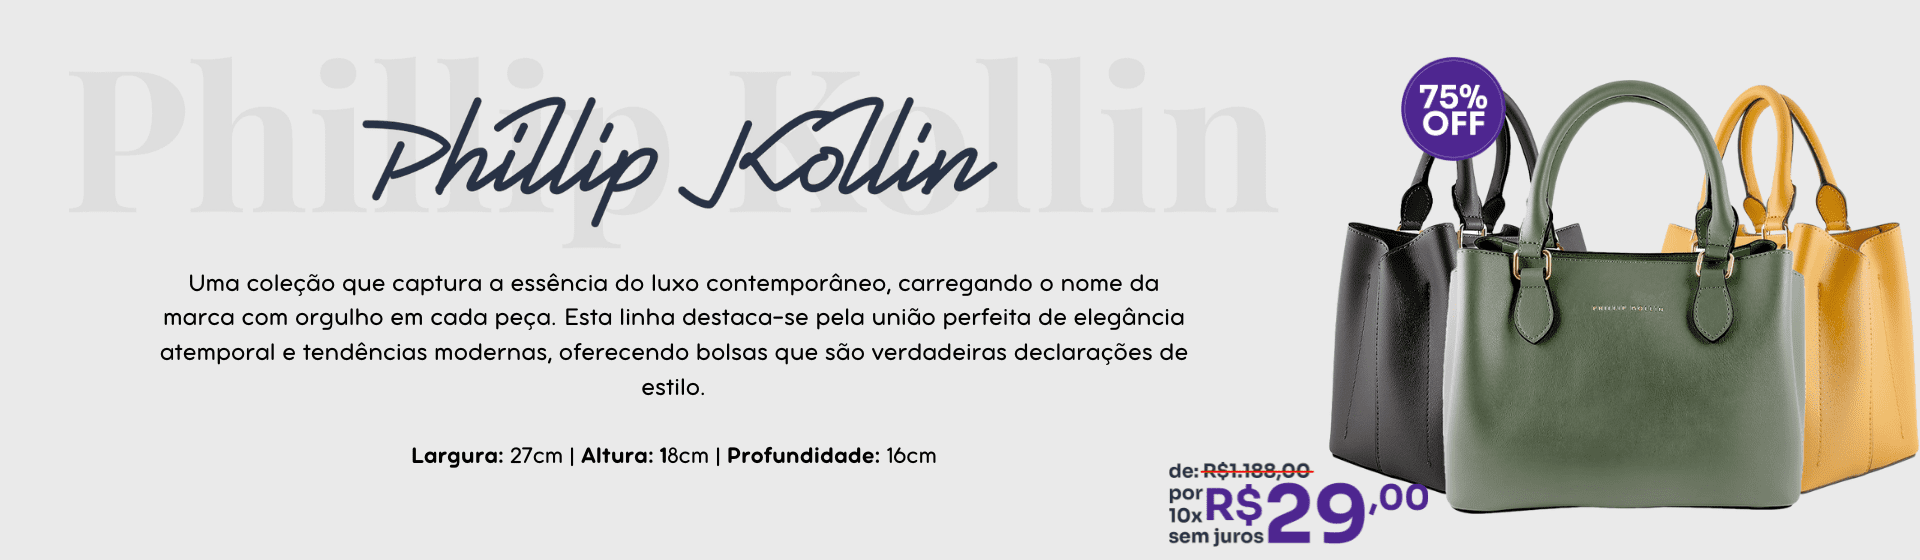 Phillip Kollin
Phillip Kollin
75%
OFF
Uma coleção que captura a essência do luxo contemporâneo, carregando o nome da
marca com orgulho em cada peça. Esta linha destaca-se pela união perfeita de elegância
atemporal e tendências modernas, oferecendo bolsas que são verdadeiras declarações de
estilo.
PHILLIP KOLLIN
Largura: 27cm | Altura: 18cm | Profundidade: 16cm
de: R$1.188,00
por
10x
sem juros
R$29,00